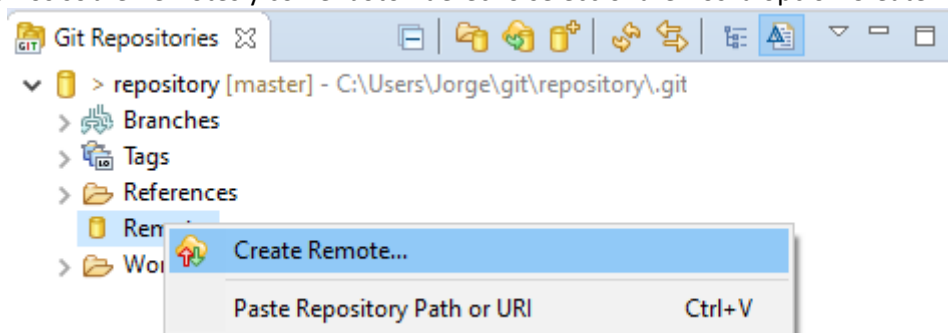 Git Repositories
> repository [master] - C:\Users\Jorge\git\repository\.git
Branches
Tags
References
Create Remote...
Paste Repository Path or URI Ctrl+V